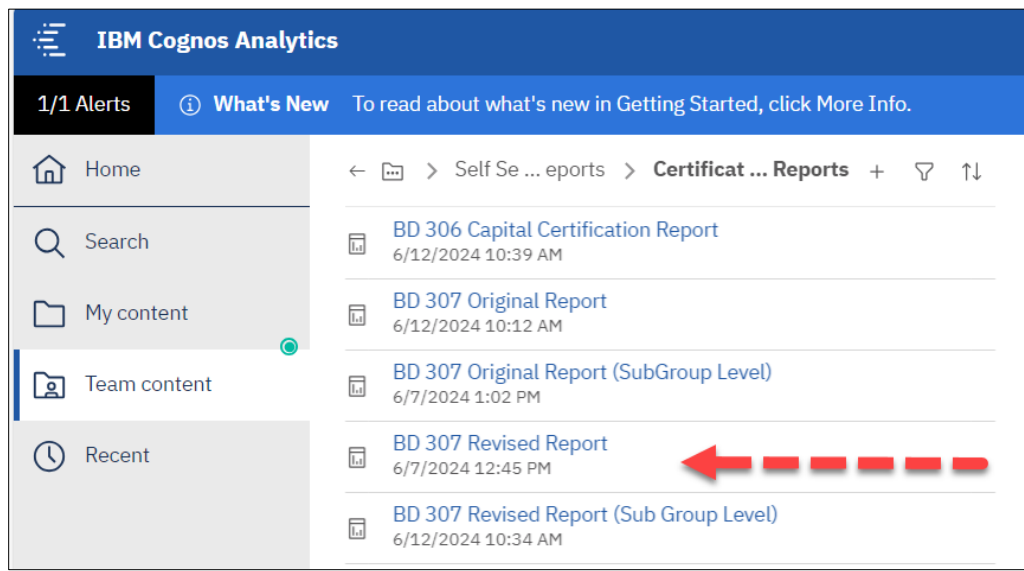 IBM Cognos Analytics
1/1 Alerts What's New To read about what's new in Getting Started, click More Info.
Home
Search
My content
Team content
Recent
Self Se ... eports > Certificat ... Reports
BD 306 Capital Certification Report
6/12/2024 10:39 AM
BD 307 Original Report
6/12/2024 10:12 AM
BD 307 Original Report (SubGroup Level)
6/7/2024 1:02 PM
BD 307 Revised Report
6/7/2024 12:45 PM
BD 307 Revised Report (Sub Group Level)
6/12/2024 10:34 AM